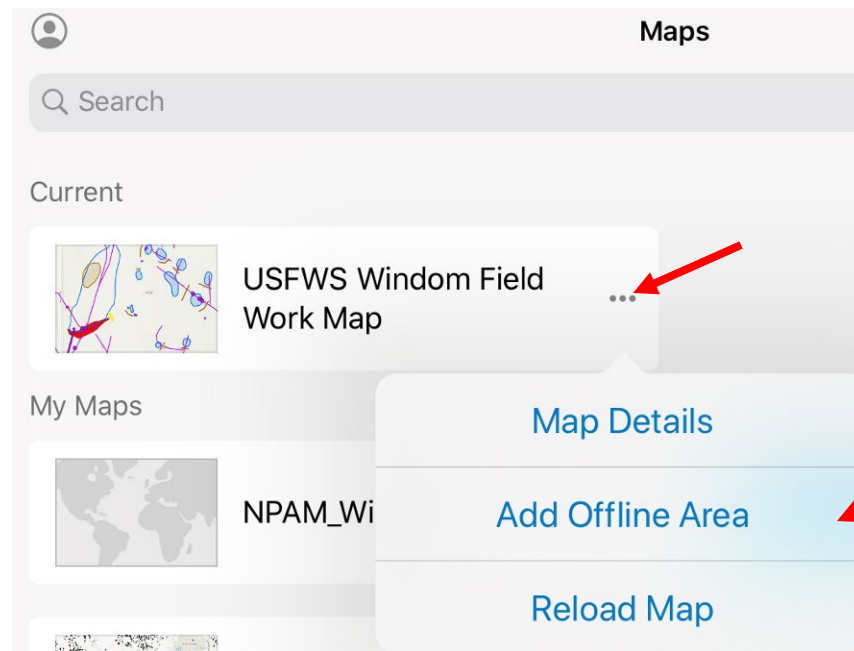 Maps
Search
Current
USFWS Windom Field
Work Map
My Maps
Map Details
NPAM_Wi
Add Offline Area
Reload Map